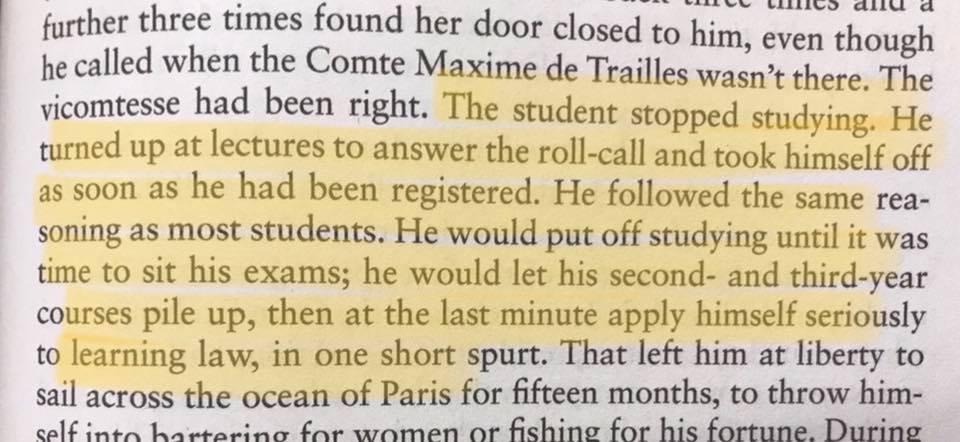 three times and a
further three times found her door closed to him, even though
he called when the Comte Maxime de Trailles wasn't there. The
vicomtesse had been right. The student stopped studying. He
turned up at lectures to answer the roll-call and took himself off
as soon as he had been registered. He followed the same rea-
soning as most students. He would put off studying until it was
time to sit his exams; he would let his second- and third-year
courses pile up, then at the last minute apply himself seriously
to learning law, in one short spurt. That left him at liberty to
sail across the ocean of Paris for fifteen months, to throw him-
self into bartering for women or fishing for his fortune. During